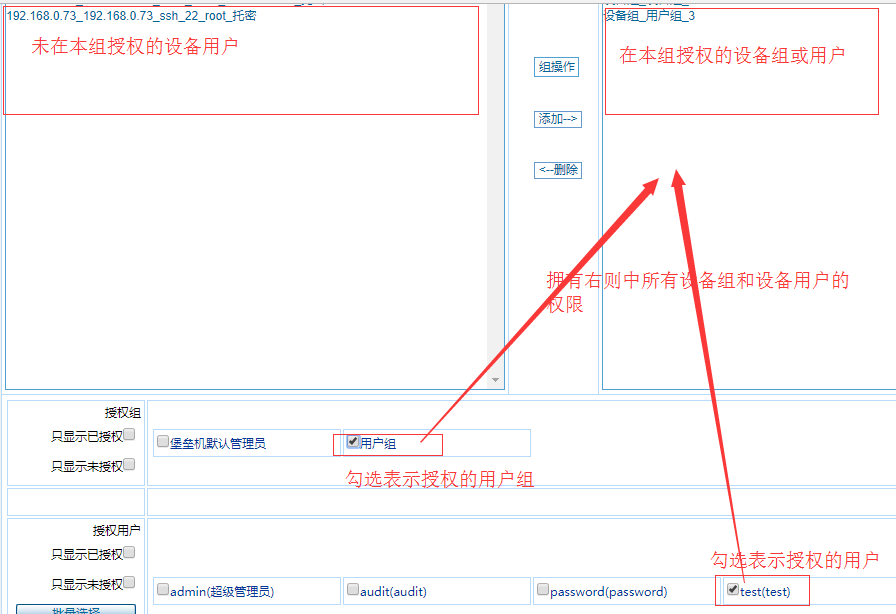 192.168.0.73_192.168.0.73_ssh_22_root_托密
设备组_用户组_3
未在本组授权的设备用户
在本组授权的设备组或用户
组操作
添加-->
<--删除
拥有右则中所有设备组和设备用户的
权限
授权组
只显示已授权
堡垒机默认管理员
用户组
只显示未授权
勾选表示授权的用户组
授权用户
只显示已授权
勾选表示授权的用户
只显示未授权
admin(超级管理员)
audit(audit)
password(password)
test(test)
批量选择